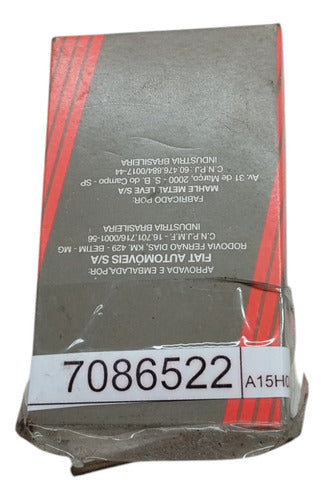 APROVADA E EMBALADA POR:
FIAT AUTOMÓVEIS S/A
RODOVIA FERNÃO DIAS, KM. 429 - BETIM - MG
C.N.P.J.M.F. - 16.701.716/0001-56
FABRICADO POR:
MAHLE METAL LEVE S/A
Av. 31 de Março, 2000 - S. B. do Campo - SP
C.N.P.J. 60.476.884/0017-44
INDUSTRIA BRASILEIRA
INDUSTRIA BRASILEIRA
7086522
A15H0